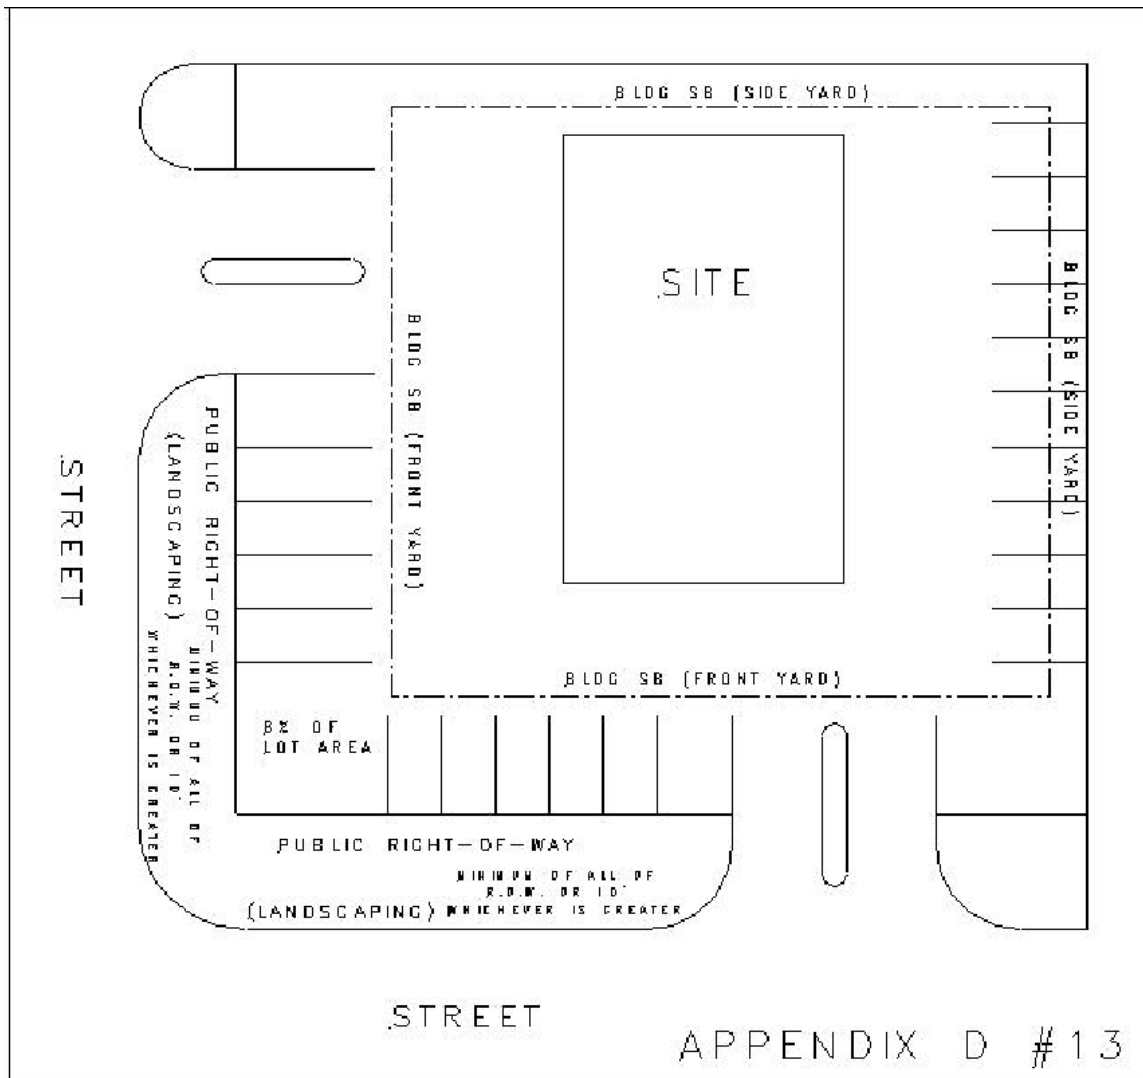 BLDG SB (SIDE YARD)
SITE
BLDG SB (SIDE YARD)
BLDG SB (FRONT YARD)
STREET
PUBLIC RIGHT-OF-WAY
(LANDSCAPING)
MINIMUM OF ALL OF
R.O.W. OR 10'
WHICHEVER IS GREATER
BLDG SB (FRONT YARD)
8% OF
LOT AREA
PUBLIC RIGHT-OF-WAY
MINIMUM OF ALL OF
R.O.W. OR 10'
(LANDSCAPING) WHICHEVER IS GREATER
STREET
APPENDIX D #13